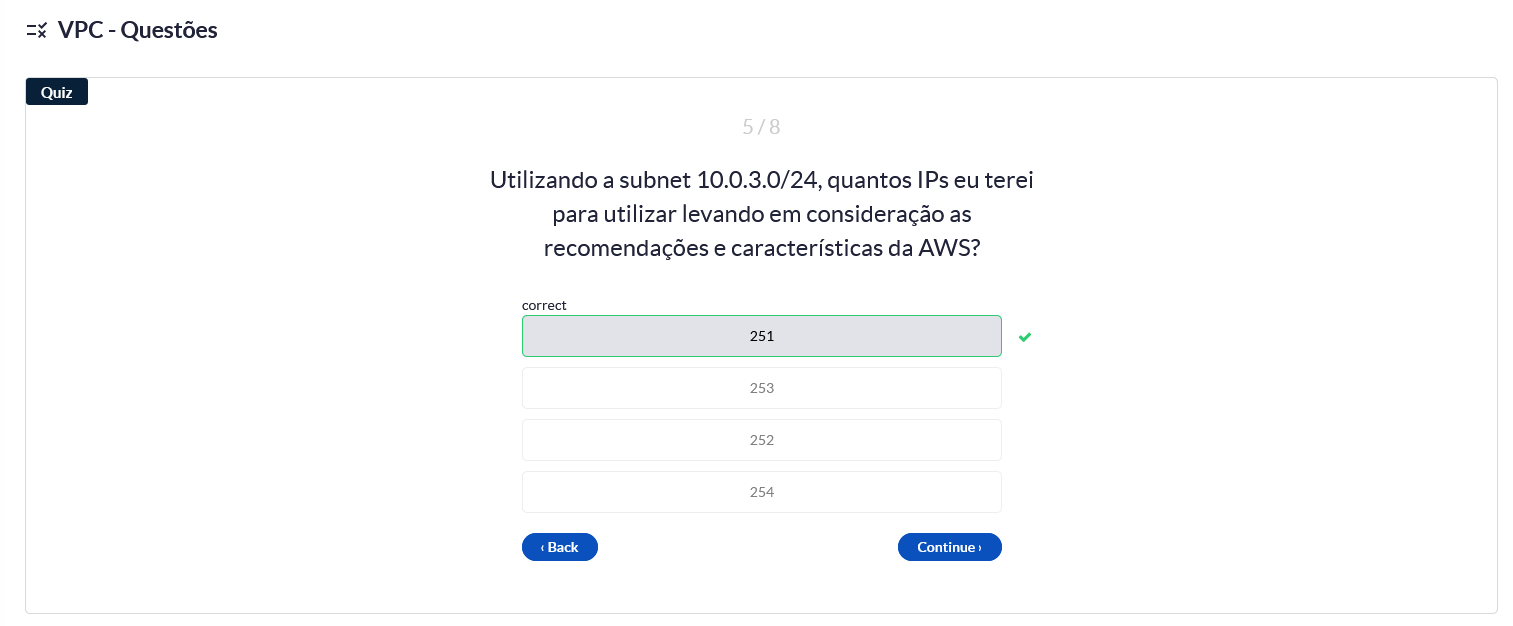 VPC - Questões
Quiz
5 / 8
Utilizando a subnet 10.0.3.0/24, quantos IPs eu terei
para utilizar levando em consideração as
recomendações e características da AWS?
correct
251
253
252
254
‹ Back
Continue ›